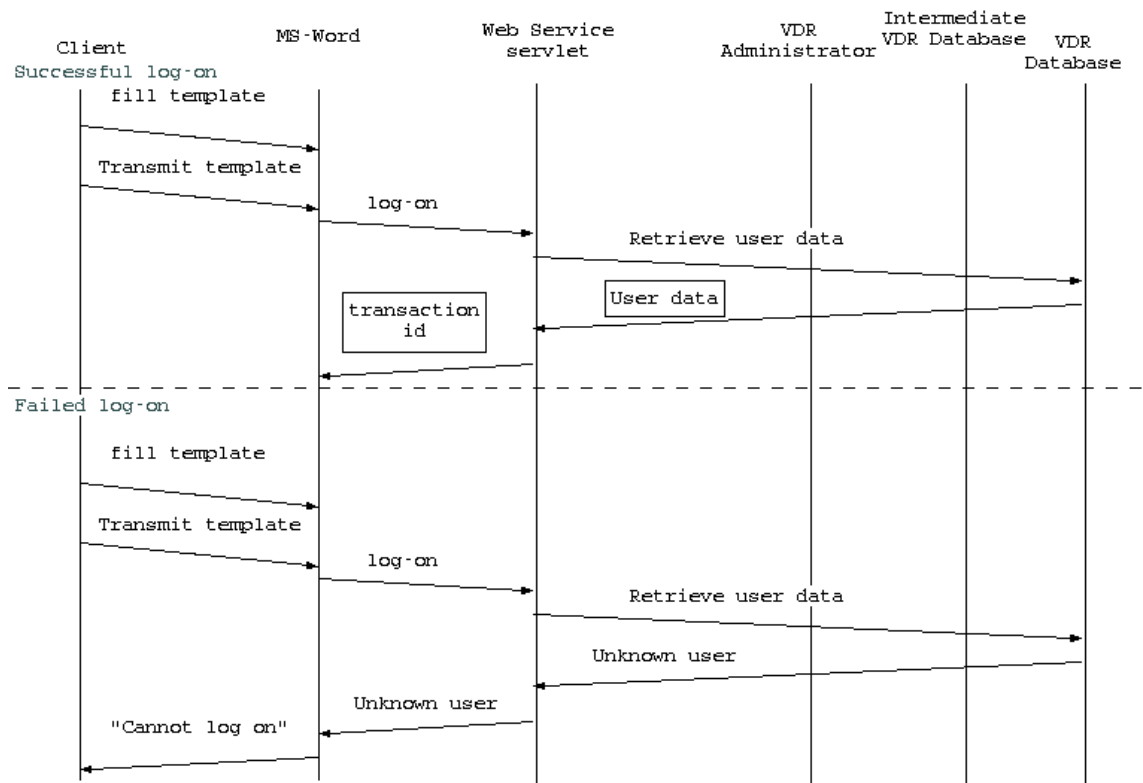 Client
MS-Word
Web Service
servlet
VDR
Administrator
Intermediate
VDR Database
VDR
Database
Successful log-on
fill template
Transmit template
log-on
Retrieve user data
User data
transaction
id
Failed log-on
fill template
Transmit template
log-on
Retrieve user data
Unknown user
Unknown user
"Cannot log on"